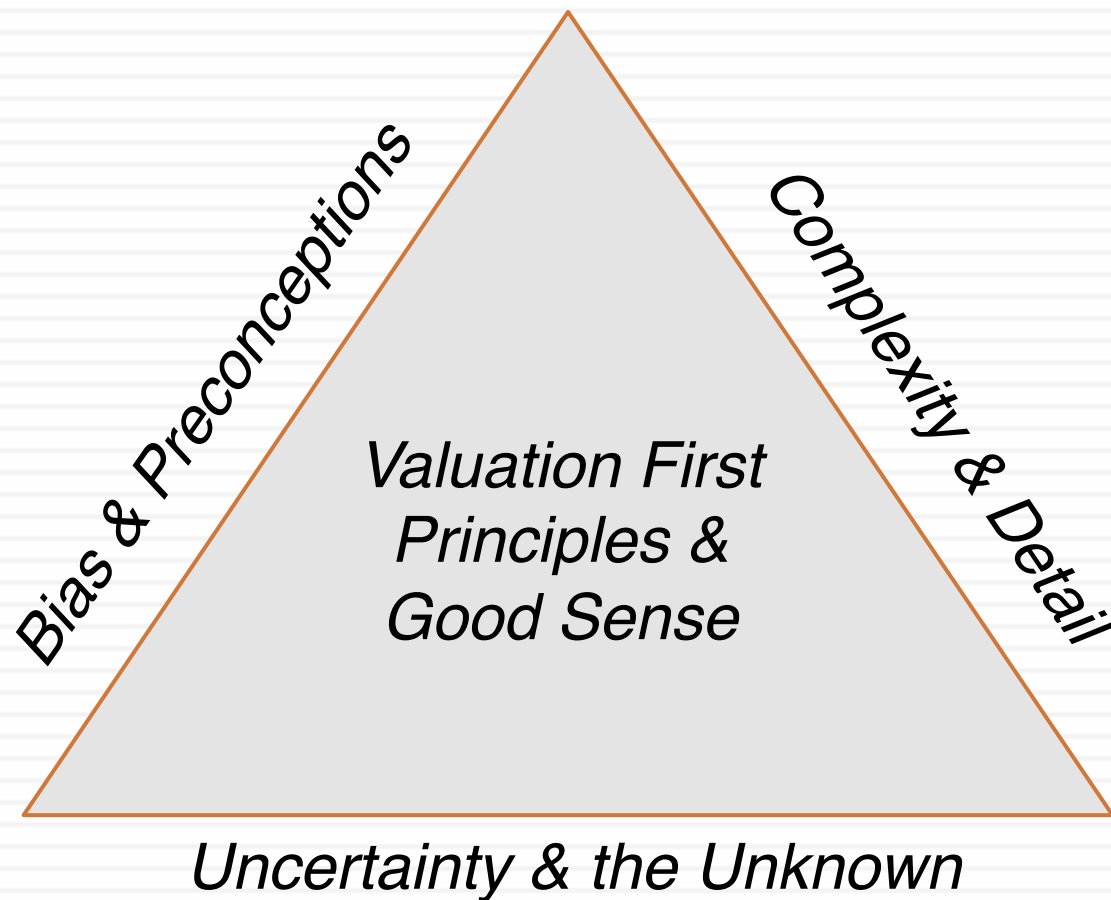 Bias & Preconceptions
Complexity & Detail
Valuation First
Principles &
Good Sense
Uncertainty & the Unknown